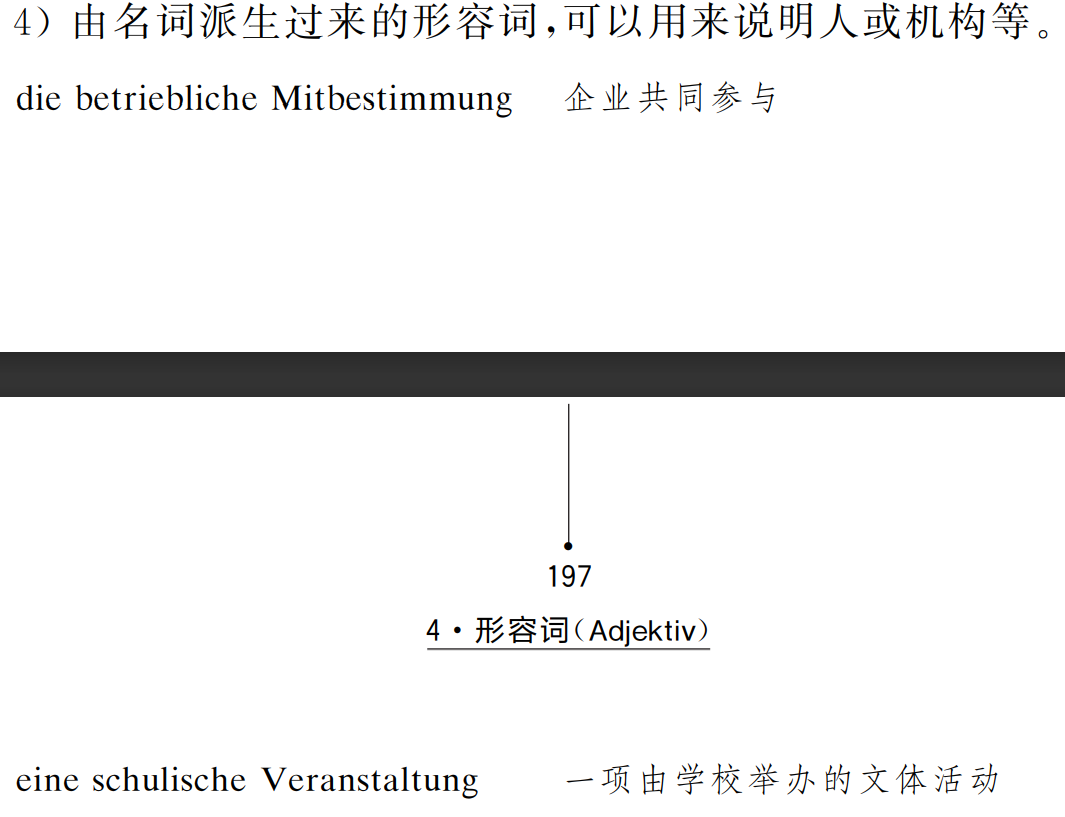 4）由名词派生过来的形容词,可以用来说明人或机构等。
die betriebliche Mitbestimmung 企业共同参与
197
4·形容词(Adjektiv)
eine schulische Veranstaltung 一项由学校举办的文体活动